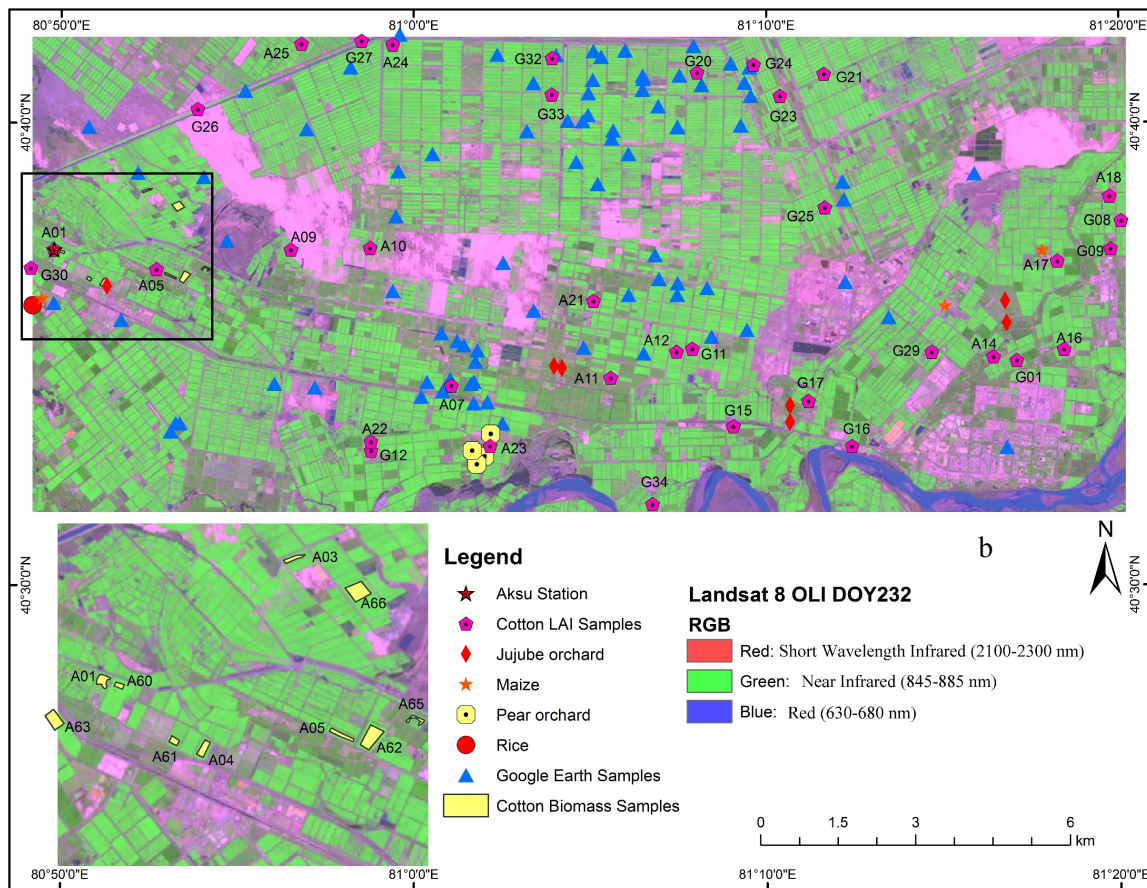 80°50'0"E 81°0'0"E 81°10'0"E 81°20'0"E
A25 G27 A24 G32 G20 G24 G21
G33 G23
G26
40°40'0"N 40°40'0"N
A18
G25 G08
A01 A09 A10 G09
G30 A05 A17
A21
A12 G11 G29 A14 A16
A11 G01
A07 G17
A22 G15
G12 A23 G16
G34
b
N
A03
A66
A01 A60
A63 A65
A05
A61 A04 A62
40°30'0"N 40°30'0"N
Legend
Aksu Station
Cotton LAI Samples
Jujube orchard
Maize
Pear orchard
Rice
Google Earth Samples
Cotton Biomass Samples
Landsat 8 OLI DOY232
RGB
Red: Short Wavelength Infrared (2100-2300 nm)
Green: Near Infrared (845-885 nm)
Blue: Red (630-680 nm)
0 1.5 3 6
km
80°50'0"E 81°0'0"E 81°10'0"E 81°20'0"E